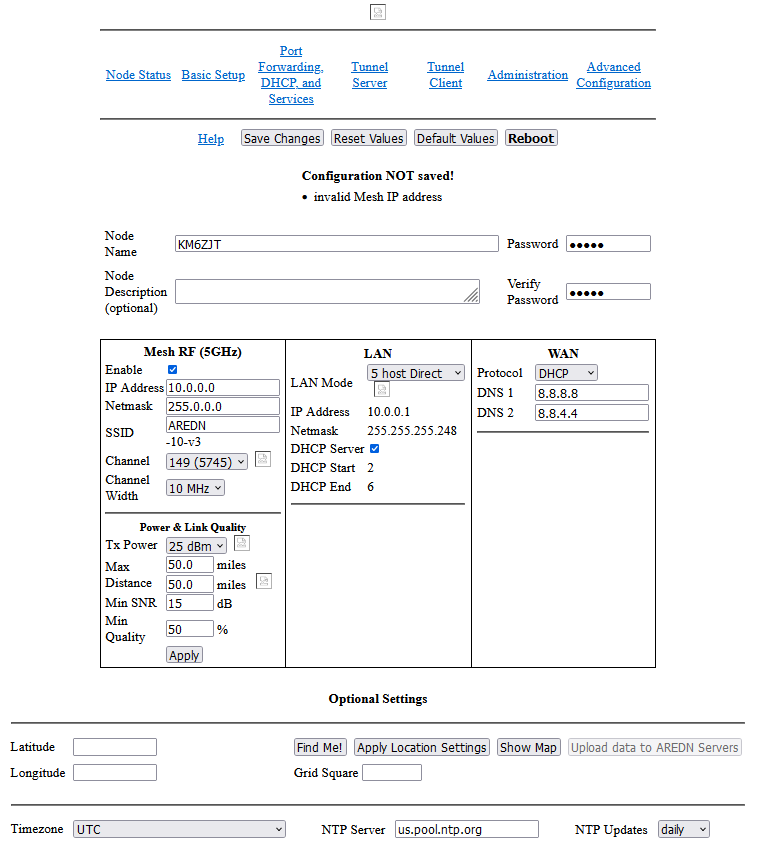 Node Status Basic Setup Port Forwarding, DHCP, and Services Tunnel Server Tunnel Client Administration Advanced Configuration
Help Save Changes Reset Values Default Values Reboot
Configuration NOT saved!
• invalid Mesh IP address
Node Name KM6ZJT Password •••••
Node Description (optional) Verify Password •••••
Mesh RF (5GHz)
Enable
IP Address 10.0.0.0
Netmask 255.0.0.0
SSID AREDN
-10-v3
Channel 149 (5745)
Channel Width 10 MHz
Power & Link Quality
Tx Power 25 dBm
Max Distance 50.0 miles
50.0 miles
Min SNR 15 dB
Min Quality 50 %
Apply
LAN
LAN Mode 5 host Direct
IP Address 10.0.0.1
Netmask 255.255.255.248
DHCP Server
DHCP Start 2
DHCP End 6
WAN
Protocol DHCP
DNS 1 8.8.8.8
DNS 2 8.8.4.4
Optional Settings
Latitude Find Me! Apply Location Settings Show Map Upload data to AREDN Servers
Longitude Grid Square
Timezone UTC NTP Server us.pool.ntp.org NTP Updates daily